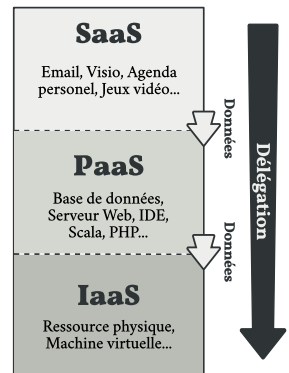 SaaS
Email, Visio, Agenda
personel, Jeux vidéo...
Données
PaaS
Base de données,
Serveur Web, IDE,
Scala, PHP...
Données
IaaS
Ressource physique,
Machine virtuelle...
Délégation